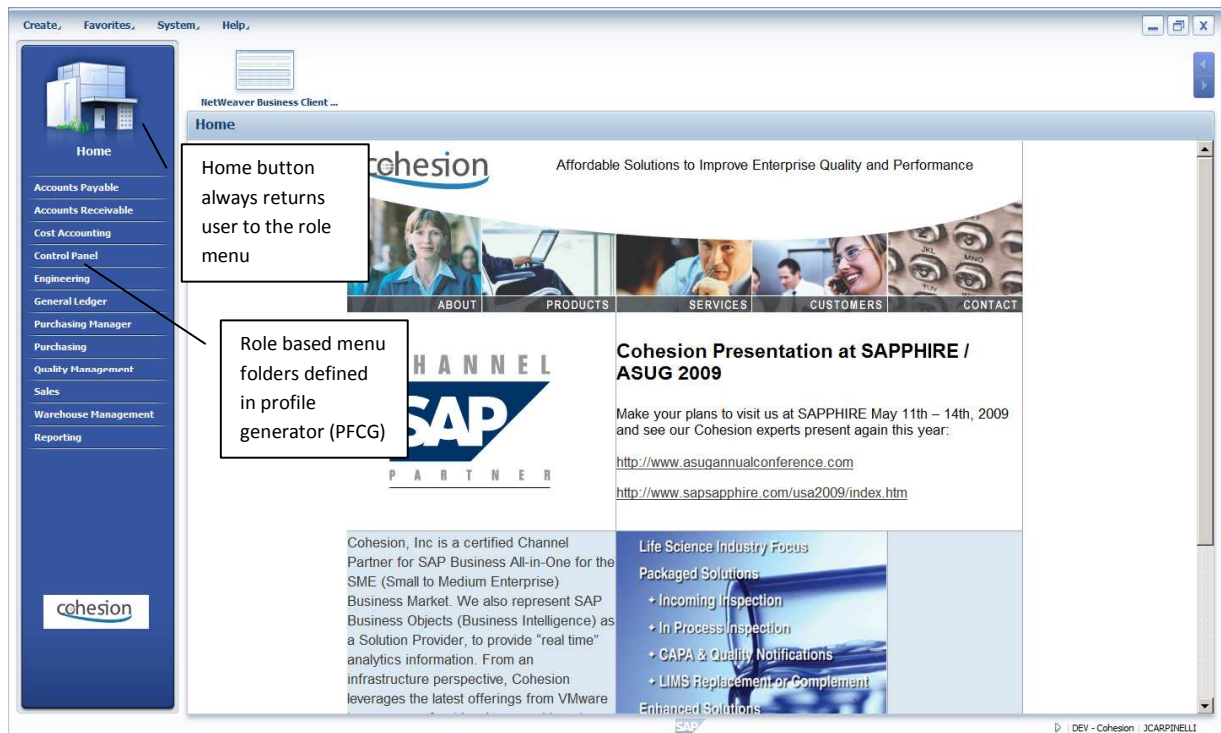 Create
Favorites
System
Help
NetWeaver Business Client ...
Home
Home
Accounts Payable
Accounts Receivable
Cost Accounting
Control Panel
Engineering
General Ledger
Purchasing Manager
Purchasing
Quality Management
Sales
Warehouse Management
Reporting
cohesion
Home button
always returns
user to the role
menu
Role based menu
folders defined
in profile
generator (PFCG)
cohesion
Affordable Solutions to Improve Enterprise Quality and Performance
JKL
MNO
TUV
ABOUT
PRODUCTS
SERVICES
CUSTOMERS
CONTACT
HANNEL
SAP
PARTNER
Cohesion Presentation at SAPPHIRE /
ASUG 2009
Make your plans to visit us at SAPPHIRE May 11th – 14th, 2009
and see our Cohesion experts present again this year:
http://www.asugannualconference.com
http://www.sapsapphire.com/usa2009/index.htm
Cohesion, Inc is a certified Channel
Partner for SAP Business All-in-One for the
SME (Small to Medium Enterprise)
Business Market. We also represent SAP
Business Objects (Business Intelligence) as
a Solution Provider, to provide “real time”
analytics information. From an
infrastructure perspective, Cohesion
leverages the latest offerings from VMware
Life Science Industry Focus
Packaged Solutions
+ Incoming Inspection
+ In Process Inspection
+ CAPA & Quality Notifications
+ LIMS Replacement or Complement
Enhanced Solutions
SAP
DEV - Cohesion
JCARPINELLI